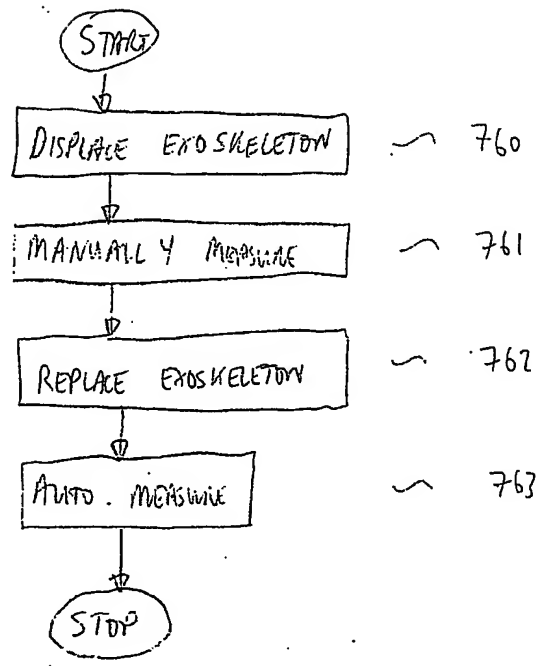 START
DISPLACE EXOSKELETON 760
MANUALLY MEASURE 761
REPLACE EXOSKELETON 762
AUTO. MEASURE 763
STOP